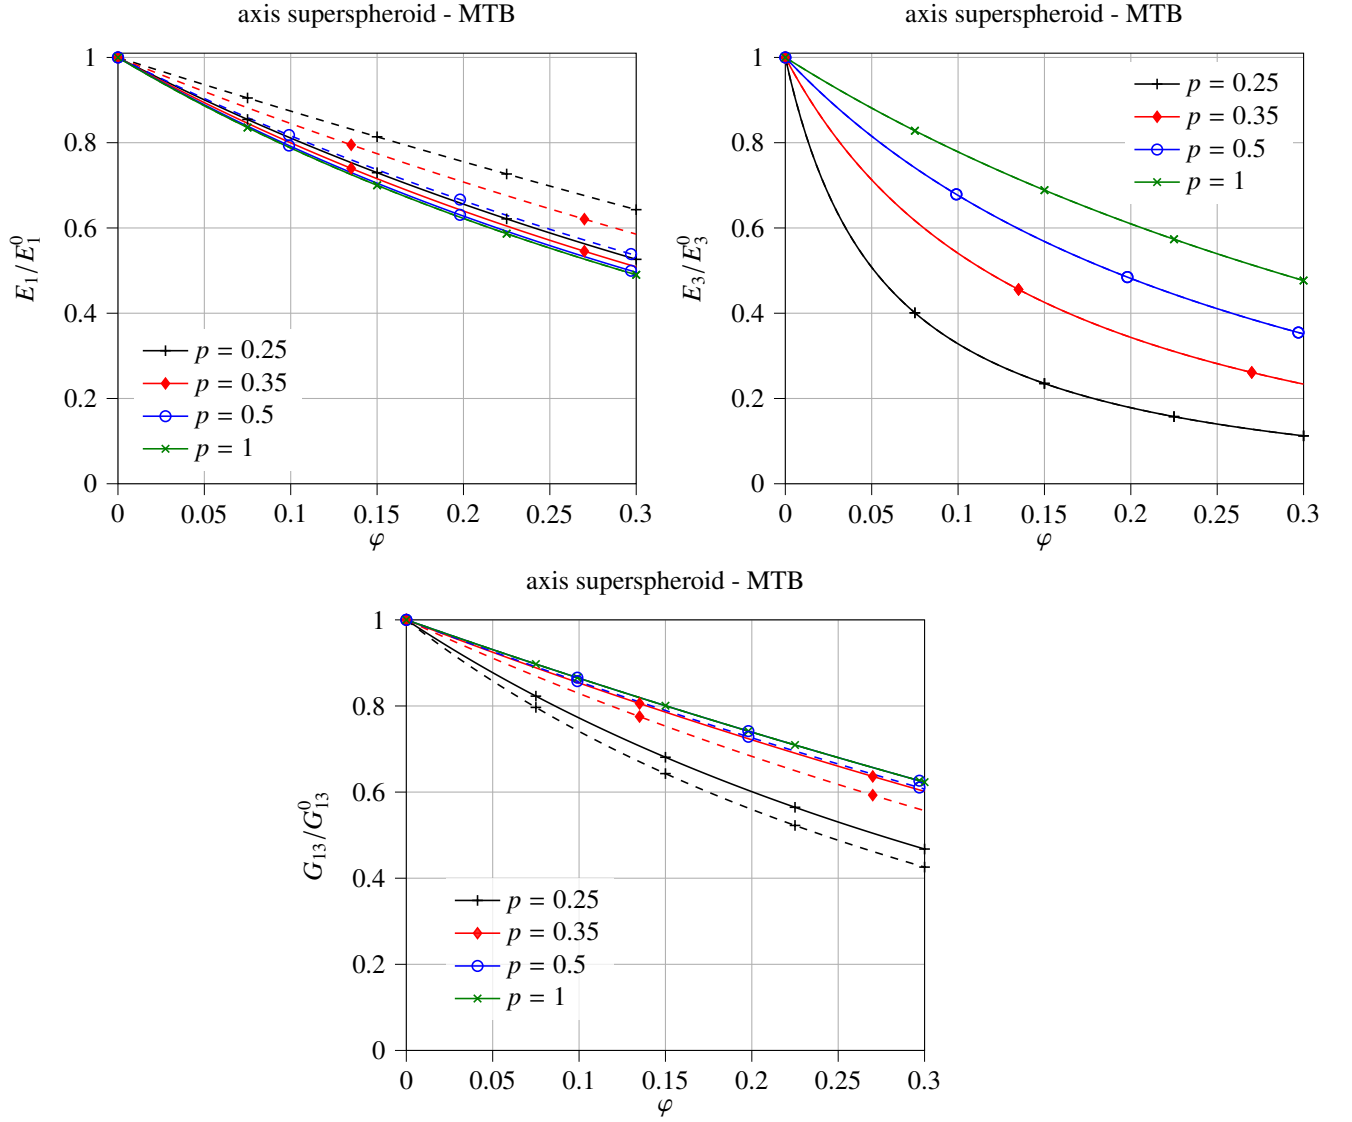 axis superspheroid - MTB
E₁/E₁⁰
1
0.8
0.6
0.4
0.2
0
p = 0.25
p = 0.35
p = 0.5
p = 1
0 0.05 0.1 0.15 0.2 0.25 0.3
φ
axis superspheroid - MTB
E₃/E₃⁰
1
0.8
0.6
0.4
0.2
0
p = 0.25
p = 0.35
p = 0.5
p = 1
0 0.05 0.1 0.15 0.2 0.25 0.3
φ
axis superspheroid - MTB
G₁₃/G₁₃⁰
1
0.8
0.6
0.4
0.2
0
p = 0.25
p = 0.35
p = 0.5
p = 1
0 0.05 0.1 0.15 0.2 0.25 0.3
φ